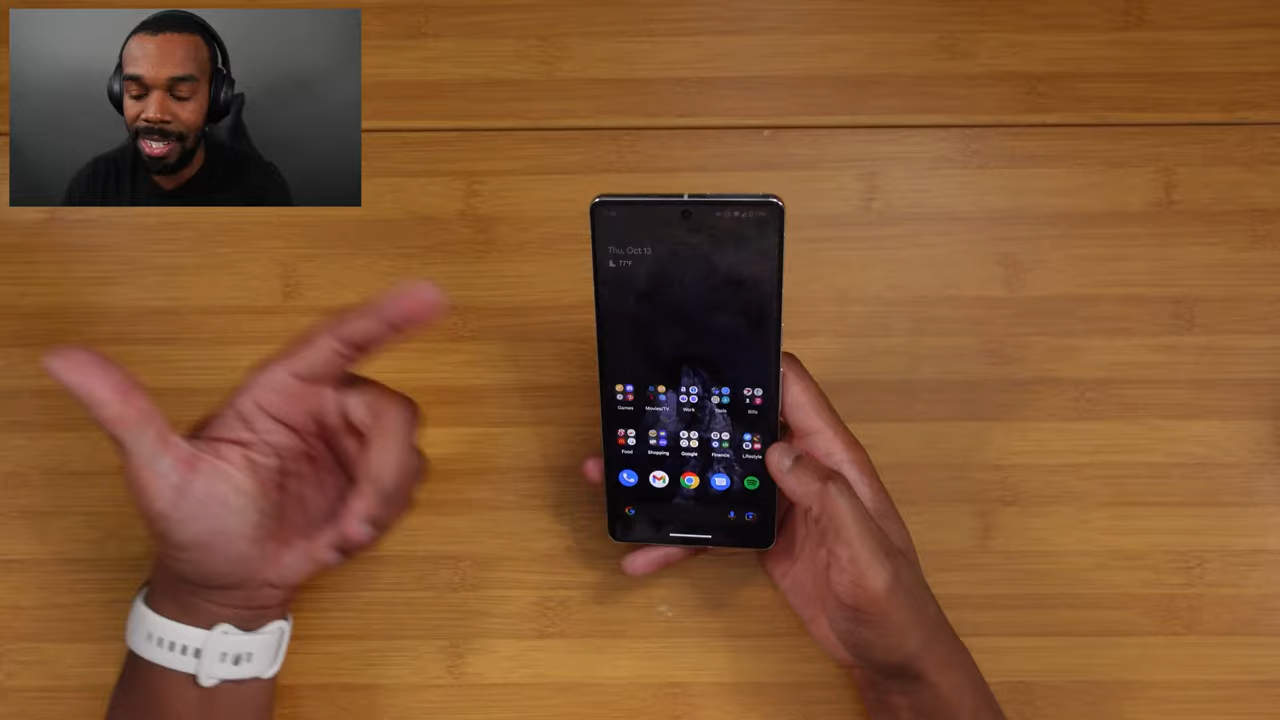 Thu, Oct 13
77°F
Games Movies/TV Work Tools Bills
Food Shopping Google Finance Lifestyle